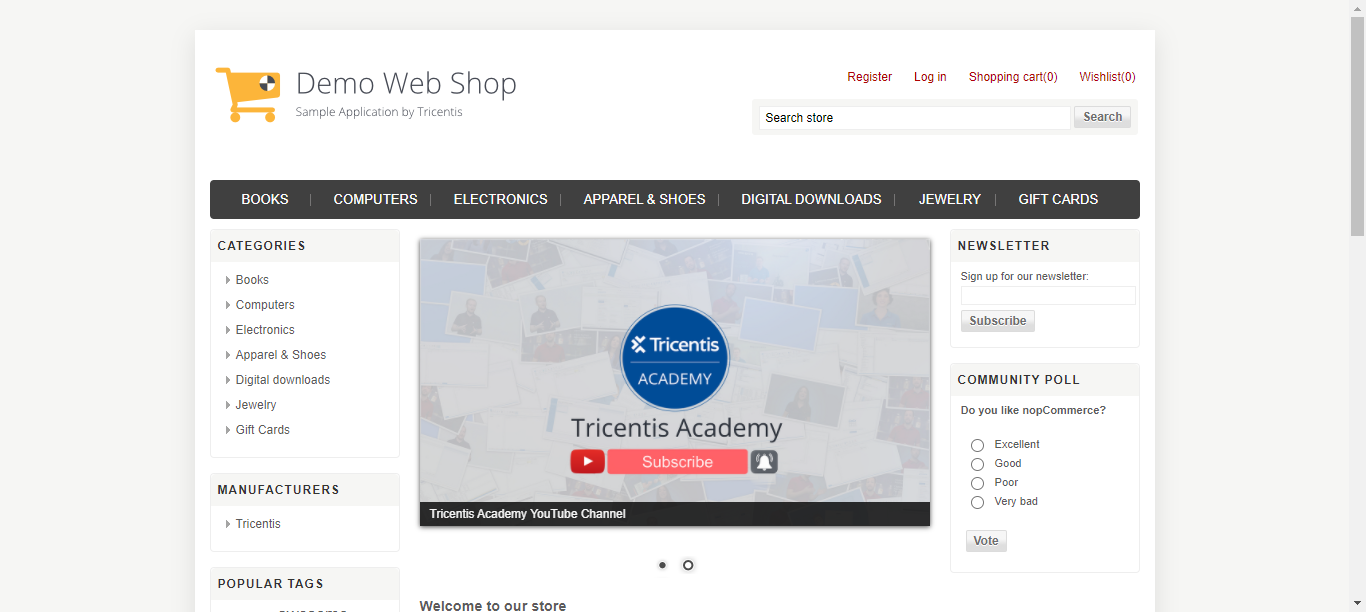 Demo Web Shop
Sample Application by Tricentis
Register Log in Shopping cart(0) Wishlist(0)
Search store Search
BOOKS COMPUTERS ELECTRONICS APPAREL & SHOES DIGITAL DOWNLOADS JEWELRY GIFT CARDS
CATEGORIES
Books
Computers
Electronics
Apparel & Shoes
Digital downloads
Jewelry
Gift Cards
MANUFACTURERS
Tricentis
POPULAR TAGS
Tricentis
ACADEMY
Tricentis Academy
Subscribe
Tricentis Academy YouTube Channel
Welcome to our store
NEWSLETTER
Sign up for our newsletter:
Subscribe
COMMUNITY POLL
Do you like nopCommerce?
Excellent
Good
Poor
Very bad
Vote